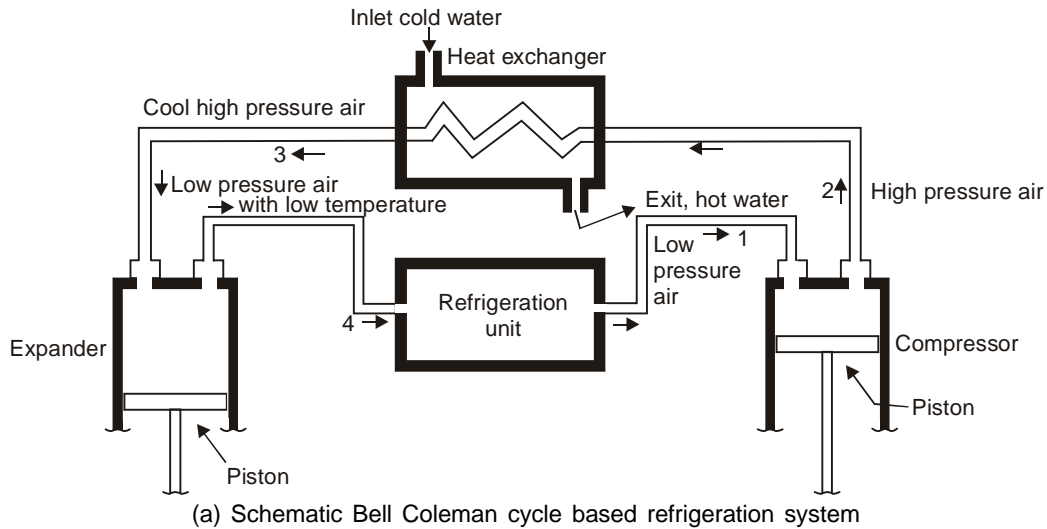 Inlet cold water
Heat exchanger
Cool high pressure air
3
Low pressure air
with low temperature
2
High pressure air
Exit, hot water
1
Low
pressure
air
Refrigeration
unit
4
Expander
Compressor
Piston
Piston
(a) Schematic Bell Coleman cycle based refrigeration system